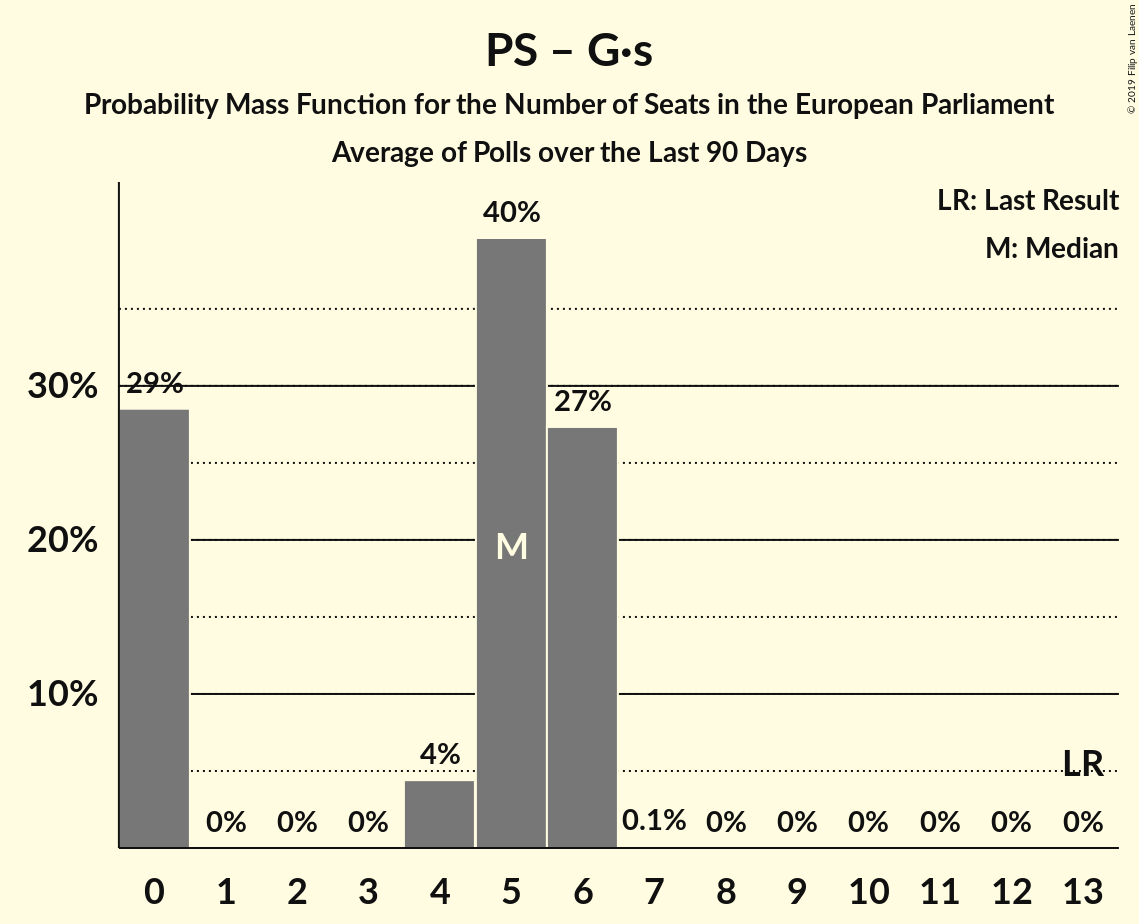 PS – G·s
Probability Mass Function for the Number of Seats in the European Parliament
Average of Polls over the Last 90 Days
© 2019 Filip van Laenen
LR: Last Result
M: Median
40%
30%
29%
27%
20%
M
10%
4%
LR
0% 0% 0% 0.1% 0% 0% 0% 0% 0% 0%
0 1 2 3 4 5 6 7 8 9 10 11 12 13